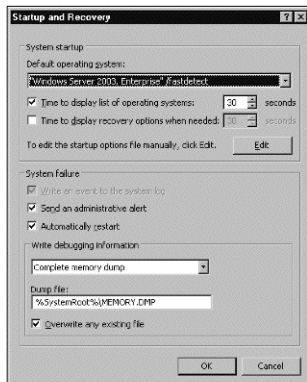 Startup and Recovery
System startup
Default operating system:
"Windows Server 2003, Enterprise" /fastdetect
Time to display list of operating systems: 30 seconds
Time to display recovery options when needed: 30 seconds
To edit the startup options file manually, click Edit. Edit
System failure
Write an event to the system log
Send an administrative alert
Automatically restart
Write debugging information
Complete memory dump
Dump file:
%SystemRoot%\MEMORY.DMP
Overwrite any existing file
OK Cancel